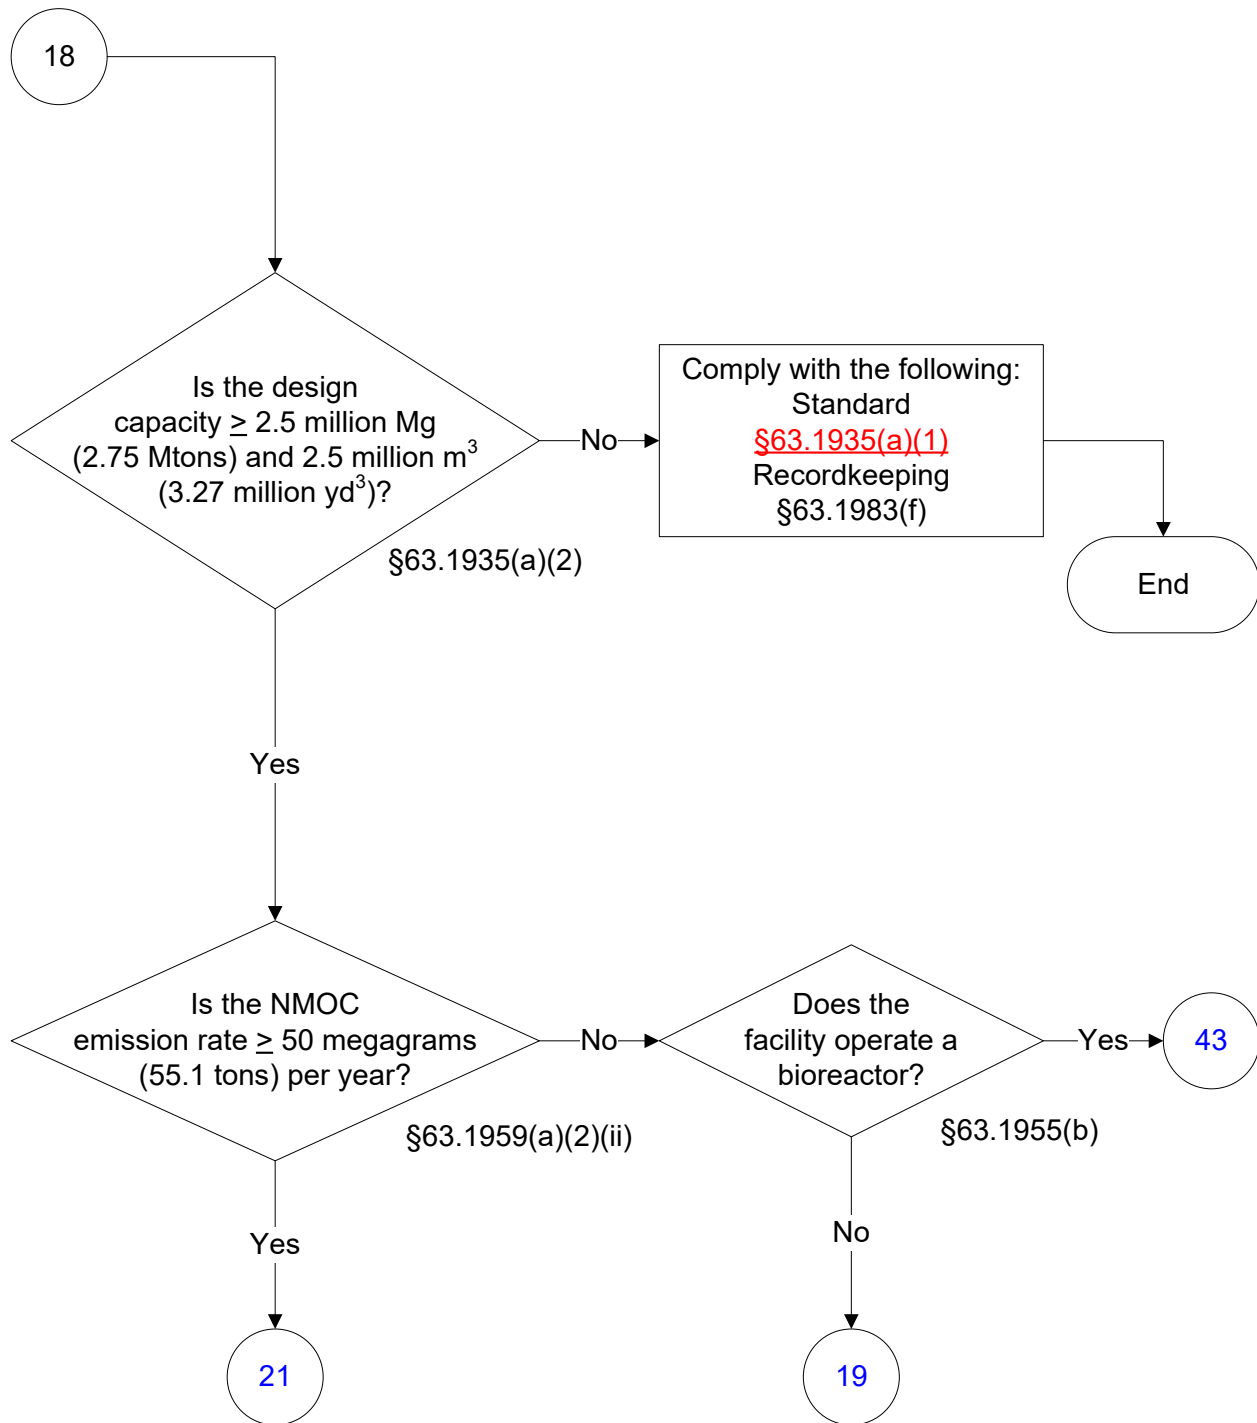 18
Is the design
capacity ≥ 2.5 million Mg
(2.75 Mtons) and 2.5 million m³
(3.27 million yd³)?
§63.1935(a)(2)
No
Comply with the following:
Standard
§63.1935(a)(1)
Recordkeeping
§63.1983(f)
End
Yes
Is the NMOC
emission rate ≥ 50 megagrams
(55.1 tons) per year?
§63.1959(a)(2)(ii)
No
Does the
facility operate a
bioreactor?
§63.1955(b)
Yes
43
Yes
No
21
19